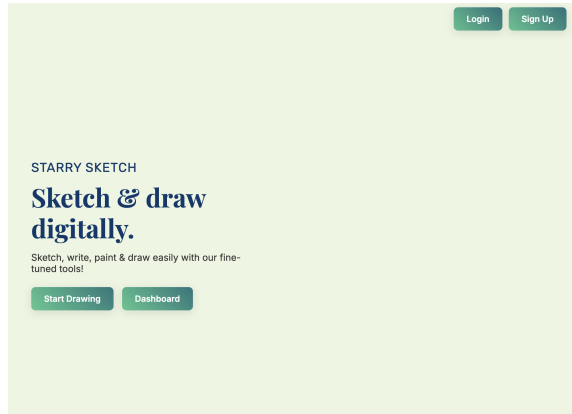 Login
Sign Up
STARRY SKETCH
Sketch & draw
digitally.
Sketch, write, paint & draw easily with our fine-
tuned tools!
Start Drawing
Dashboard